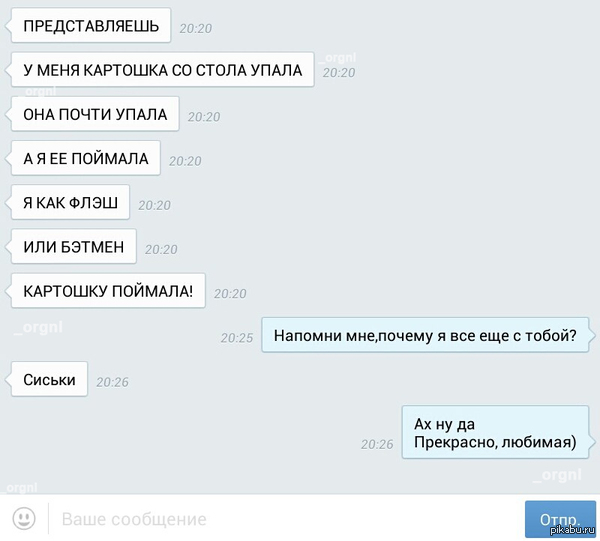 ПРЕДСТАВЛЯЕШЬ
20:20
У МЕНЯ КАРТОШКА СО СТОЛА УПАЛА
_orgnl
20:20
_orgnl
ОНА ПОЧТИ УПАЛА
20:20
А Я ЕЕ ПОЙМАЛА
20:20
Я КАК ФЛЭШ
20:20
ИЛИ БЭТМЕН
20:20
КАРТОШКУ ПОЙМАЛА!
20:20
_orgnl
20:25
Напомни мне,почему я все еще с тобой?
Сиськи
20:26
Ах ну да
20:26
Прекрасно, любимая)
_orgnl
_orgnl
Ваше сообщение
Отпр.
pikabu.ru